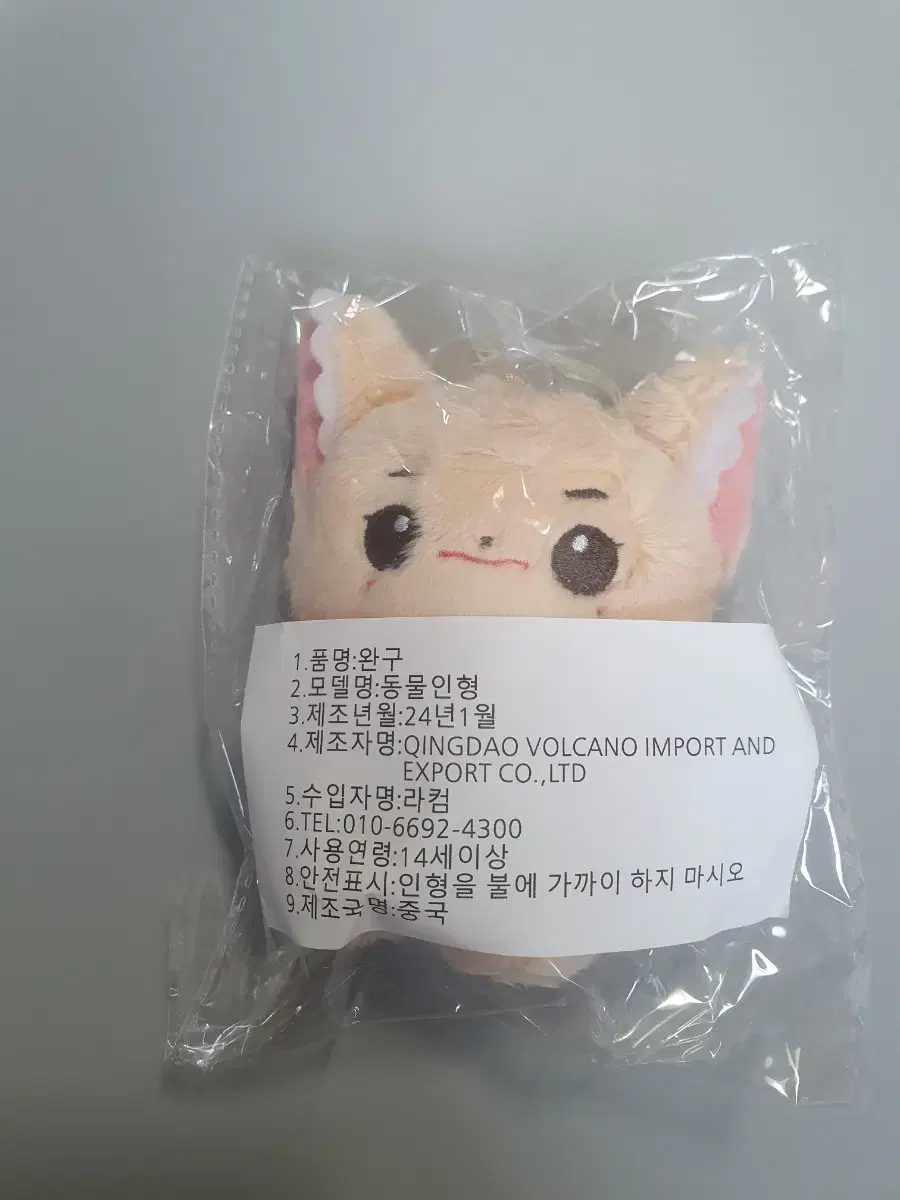 1.품명:완구
2.모델명:동물인형
3.제조년월:24년1월
4.제조자명:QINGDAO VOLCANO IMPORT AND
EXPORT CO.,LTD
5.수입자명:라컴
6.TEL:010-6692-4300
7.사용연령:14세이상
8.안전표시:인형을 불에 가까이 하지 마시오
9.제조국명:중국